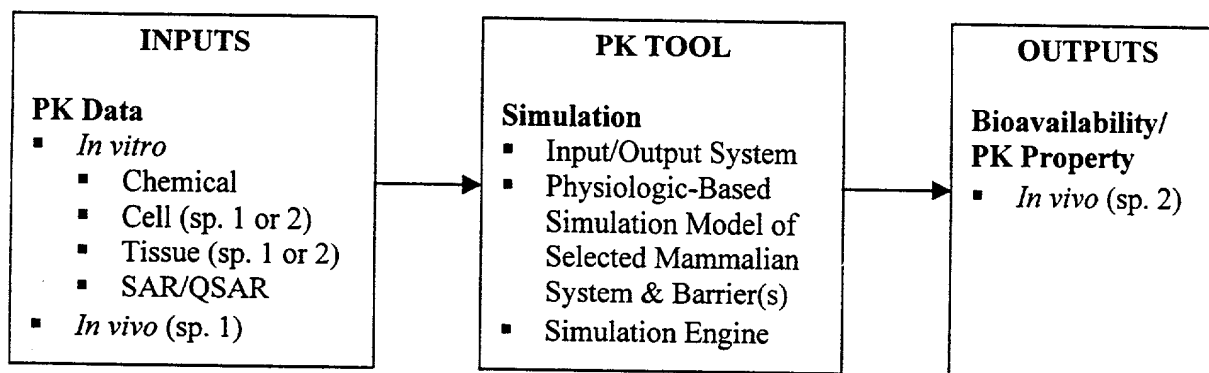 INPUTS
PK Data
▪ In vitro
▪ Chemical
▪ Cell (sp. 1 or 2)
▪ Tissue (sp. 1 or 2)
▪ SAR/QSAR
▪ In vivo (sp. 1)
PK TOOL
Simulation
▪ Input/Output System
▪ Physiologic-Based
Simulation Model of
Selected Mammalian
System & Barrier(s)
▪ Simulation Engine
OUTPUTS
Bioavailability/
PK Property
▪ In vivo (sp. 2)